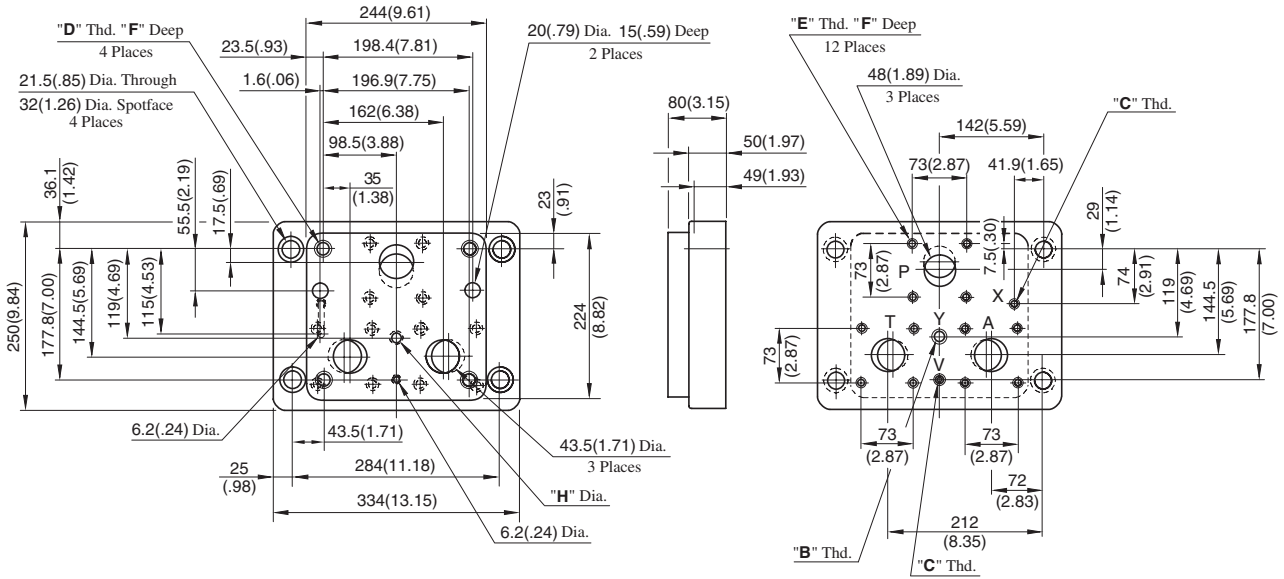 244(9.61)
"D" Thd. "F" Deep
4 Places
23.5(.93)
198.4(7.81)
20(.79) Dia. 15(.59) Deep
2 Places
21.5(.85) Dia. Through
32(1.26) Dia. Spotface
4 Places
1.6(.06)
196.9(7.75)
162(6.38)
98.5(3.88)
35
(1.38)
36.1
(1.42)
55.5(2.19)
17.5(.69)
23
(.91)
250(9.84)
177.8(7.00)
144.5(5.69)
119(4.69)
115(4.53)
224
(8.82)
6.2(.24) Dia.
43.5(1.71)
43.5(1.71) Dia.
3 Places
25
(.98)
284(11.18)
"H" Dia.
334(13.15)
6.2(.24) Dia.
80(3.15)
50(1.97)
49(1.93)
"E" Thd. "F" Deep
12 Places
48(1.89) Dia.
3 Places
"C" Thd.
142(5.59)
73(2.87)
41.9(1.65)
29
(1.14)
7.5(.30)
73
(2.87)
P
X
T
Y
A
V
74
(2.91)
119
(4.69)
144.5
(5.69)
177.8
(7.00)
73
(2.87)
73
(2.87)
73
(2.87)
72
(2.83)
212
(8.35)
"B" Thd.
"C" Thd.